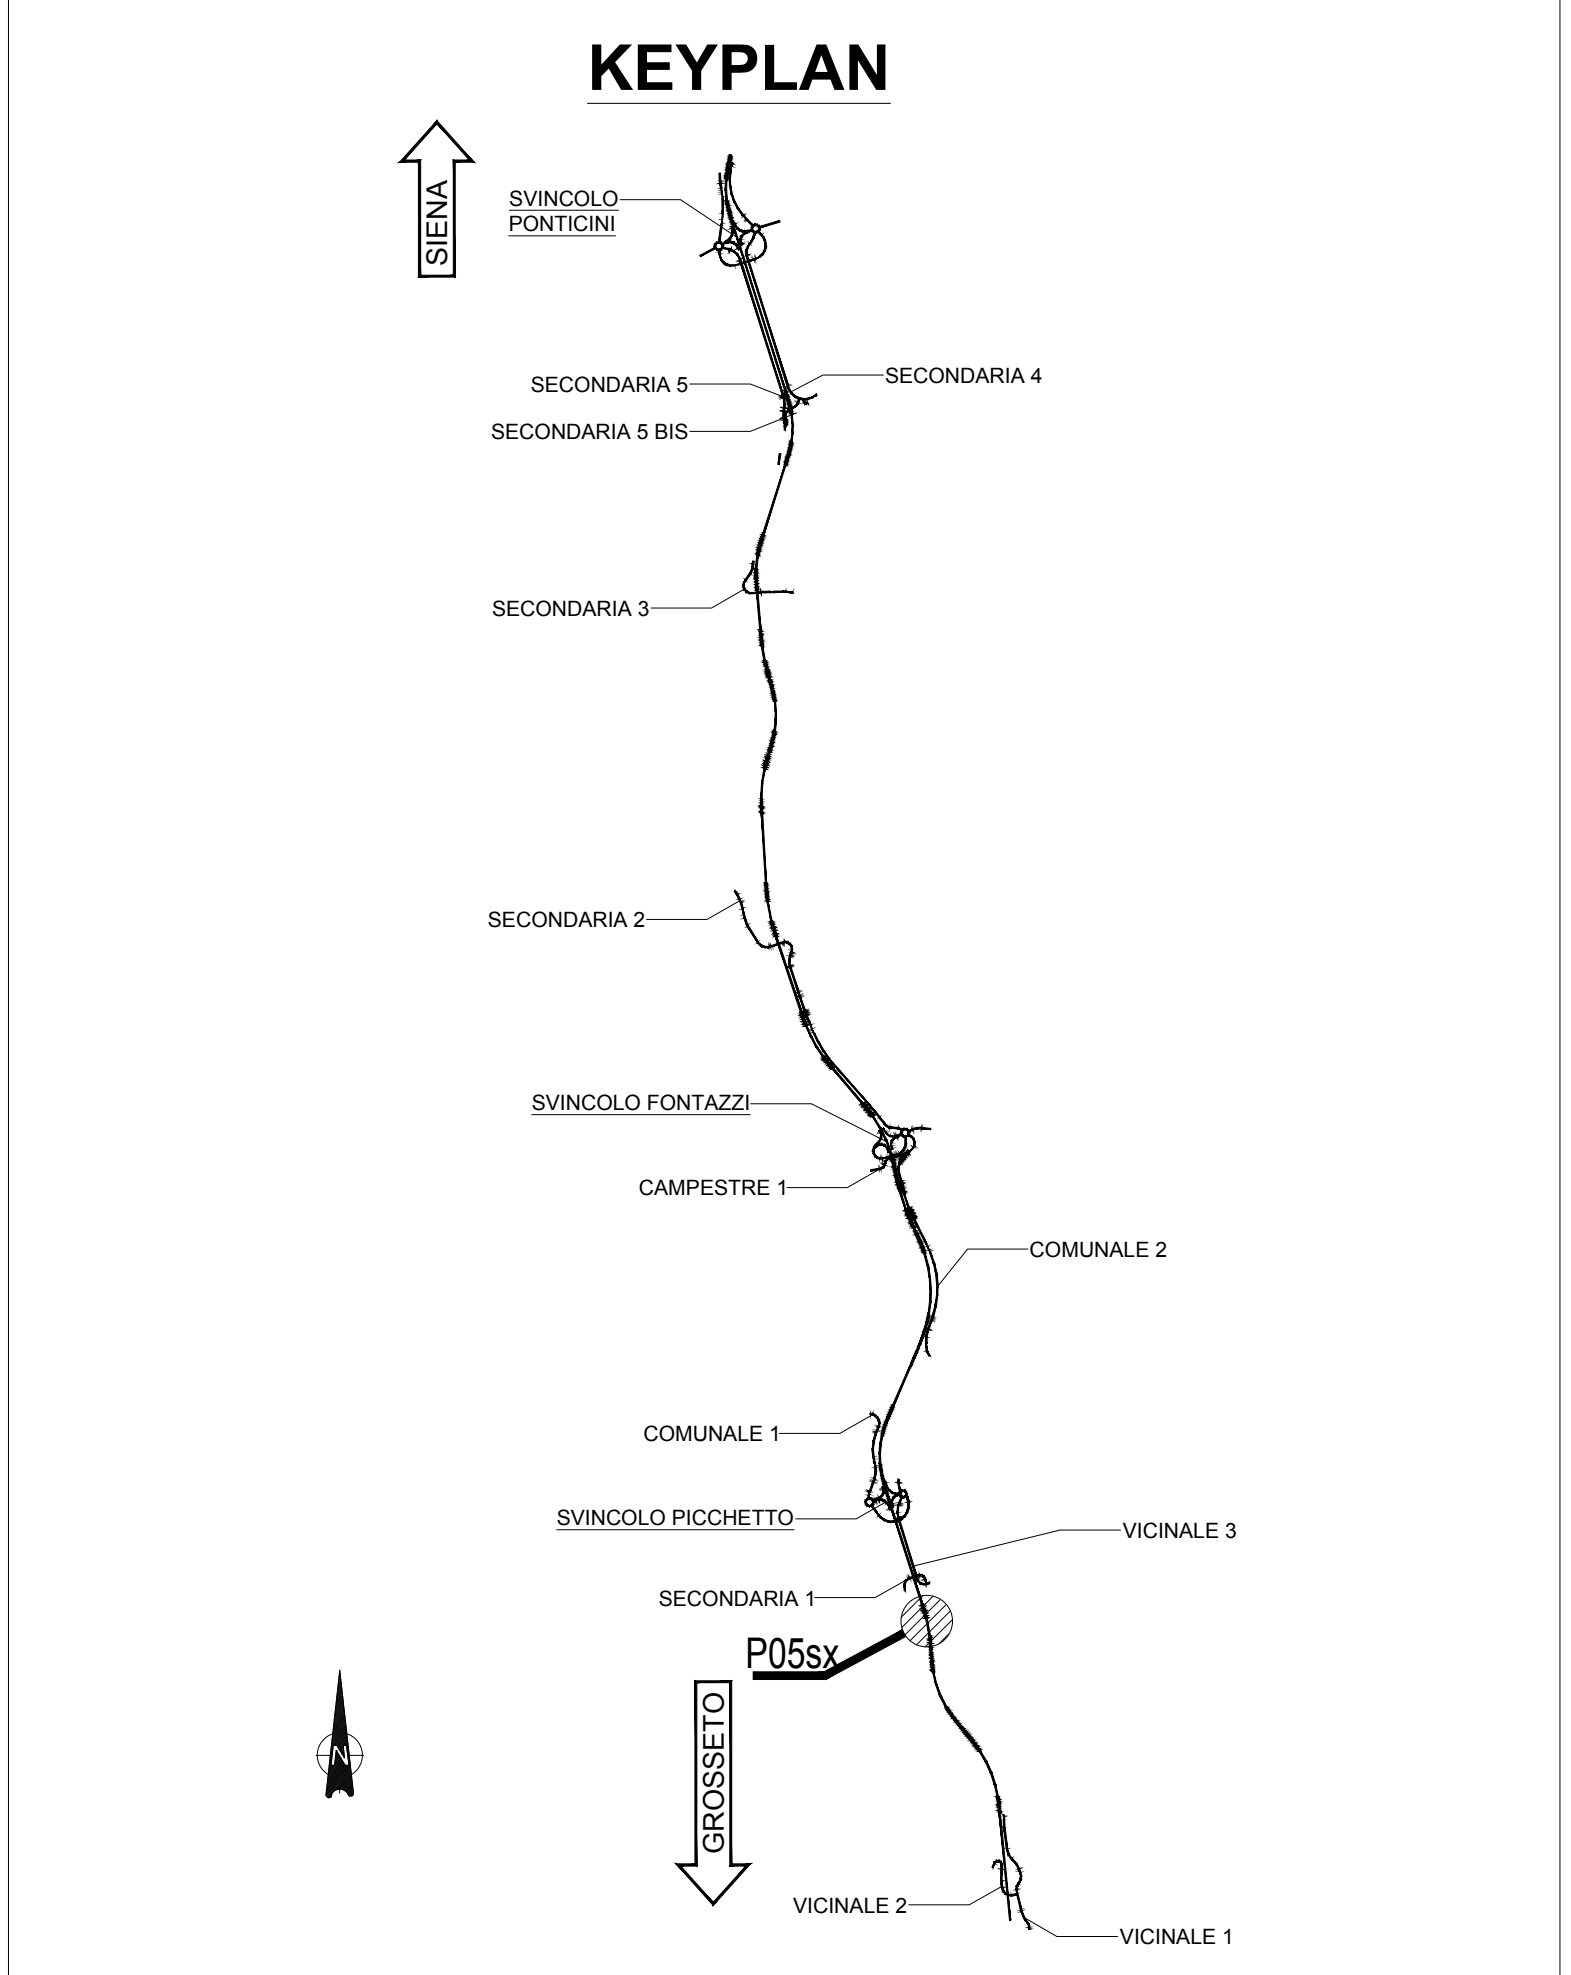 KEYPLAN
SIENA
SVINCOLO
PONTICINI
SECONDARIA 4
SECONDARIA 5
SECONDARIA 5 BIS
SECONDARIA 3
SECONDARIA 2
SVINCOLO FONTAZZI
CAMPESTRE 1
COMUNALE 2
COMUNALE 1
SVINCOLO PICCHETTO
VICINALE 3
SECONDARIA 1
P05sx
GROSSETO
N
VICINALE 2
VICINALE 1